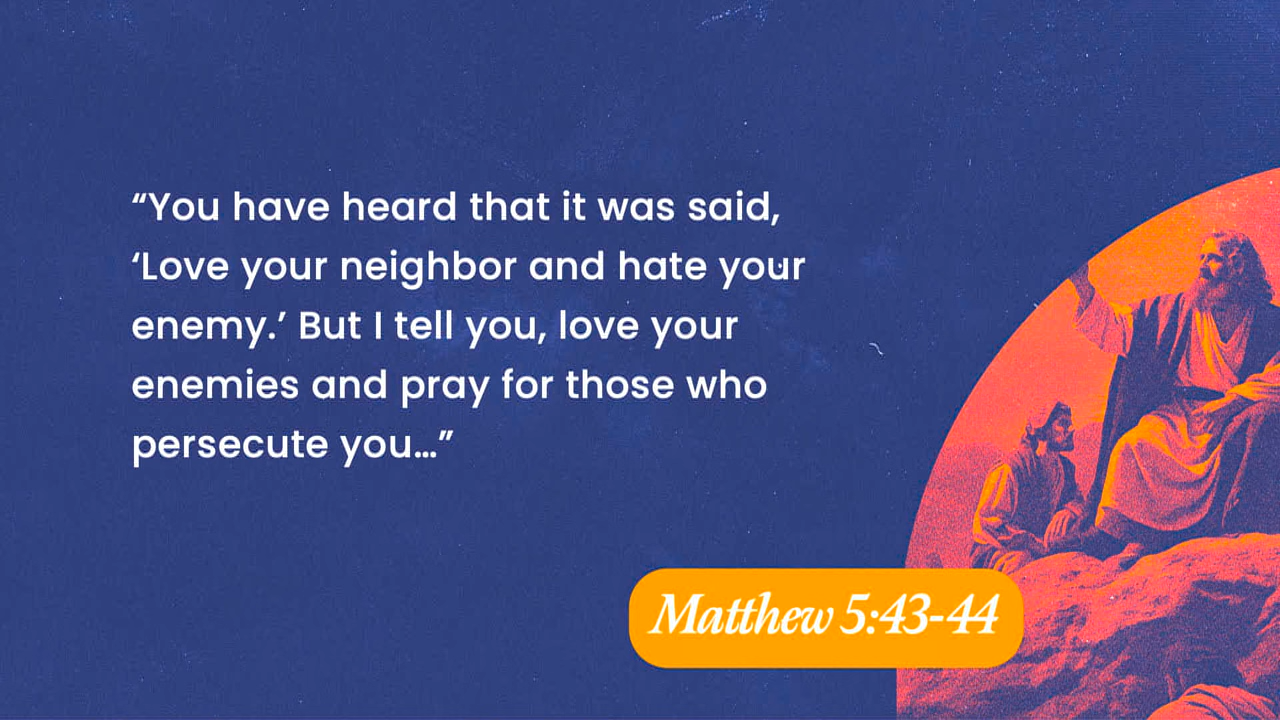 “You have heard that it was said,
‘Love your neighbor and hate your
enemy.’ But I tell you, love your
enemies and pray for those who
persecute you…”
Matthew 5:43-44